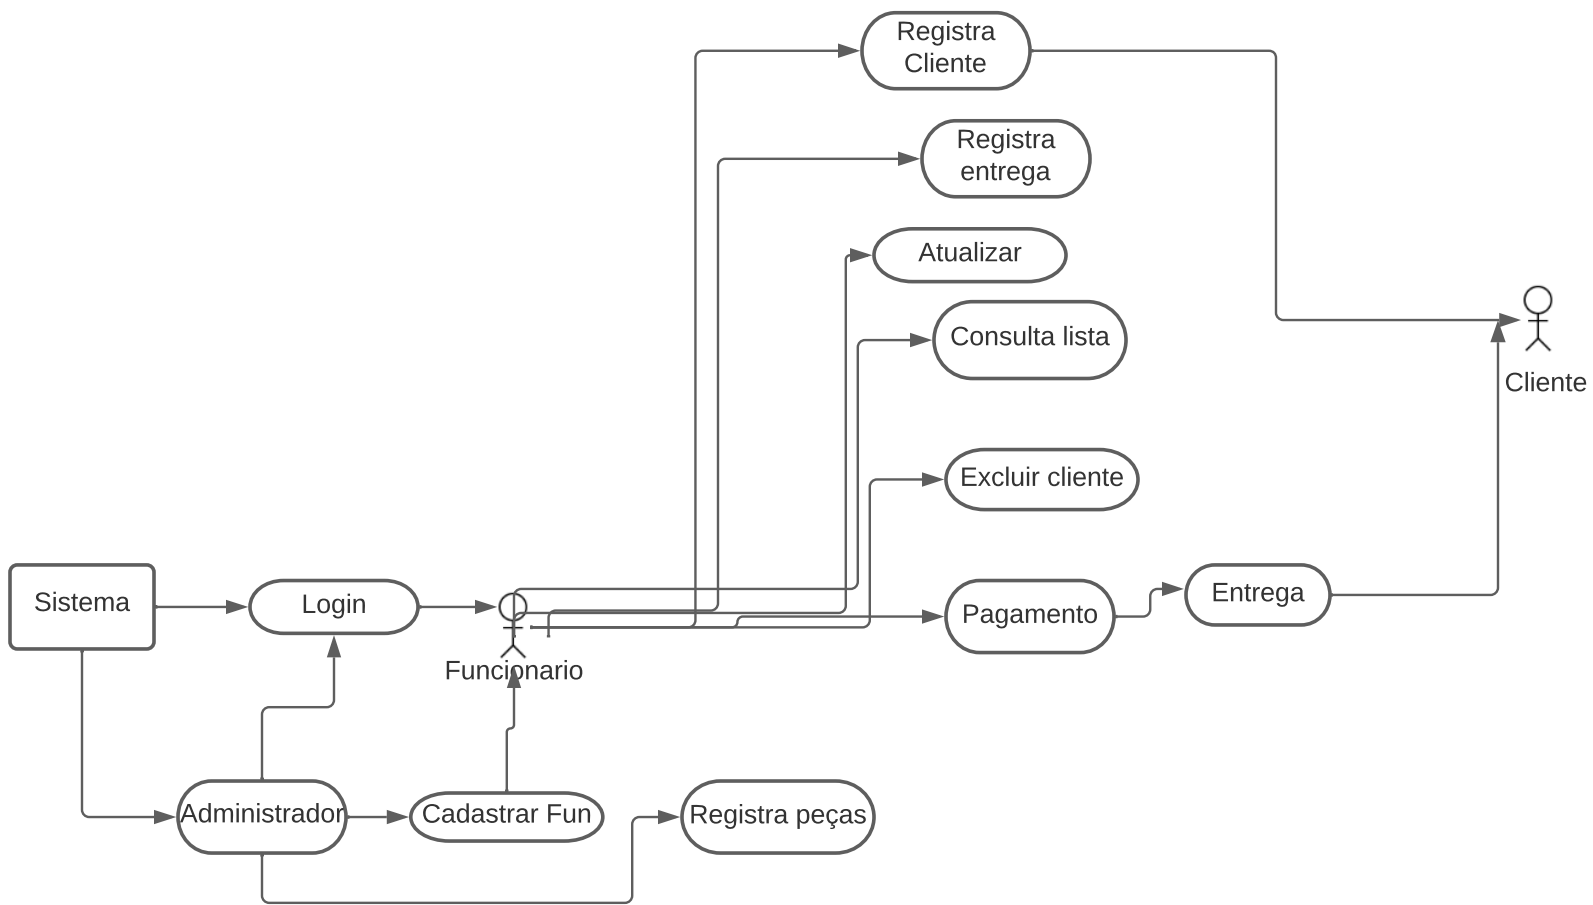 Registra
Cliente
Registra
entrega
Atualizar
Consulta lista
Cliente
Excluir cliente
Sistema
Login
Funcionario
Pagamento
Entrega
Administrador
Cadastrar Fun
Registra peças